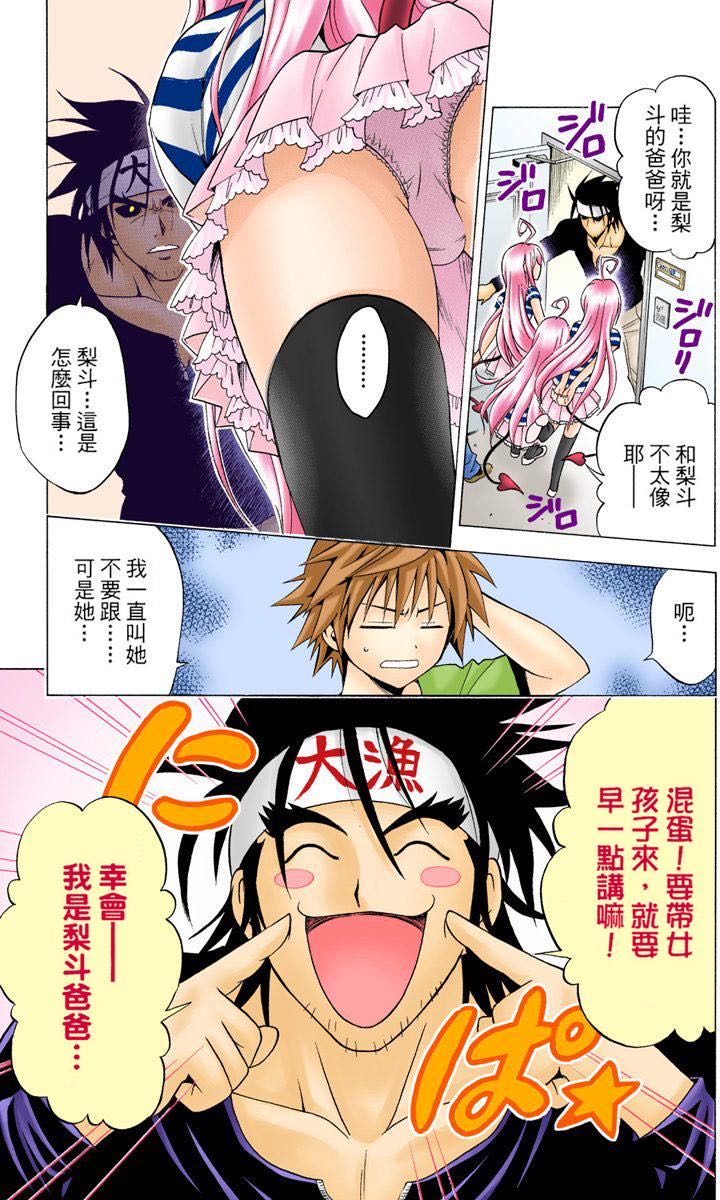 哇…你就是梨
斗的爸爸呀…
ジロ
ジロ
ジロ
ジロ
和梨斗
不太像
耶——
………
大
梨斗…這是
怎麼回事…
呃…
我一直叫她
不要跟……
可是她…
大漁
混蛋！要帶女
孩子來，就要
早一點講嘛！
にぱ☆
幸會——
我是梨斗爸爸…